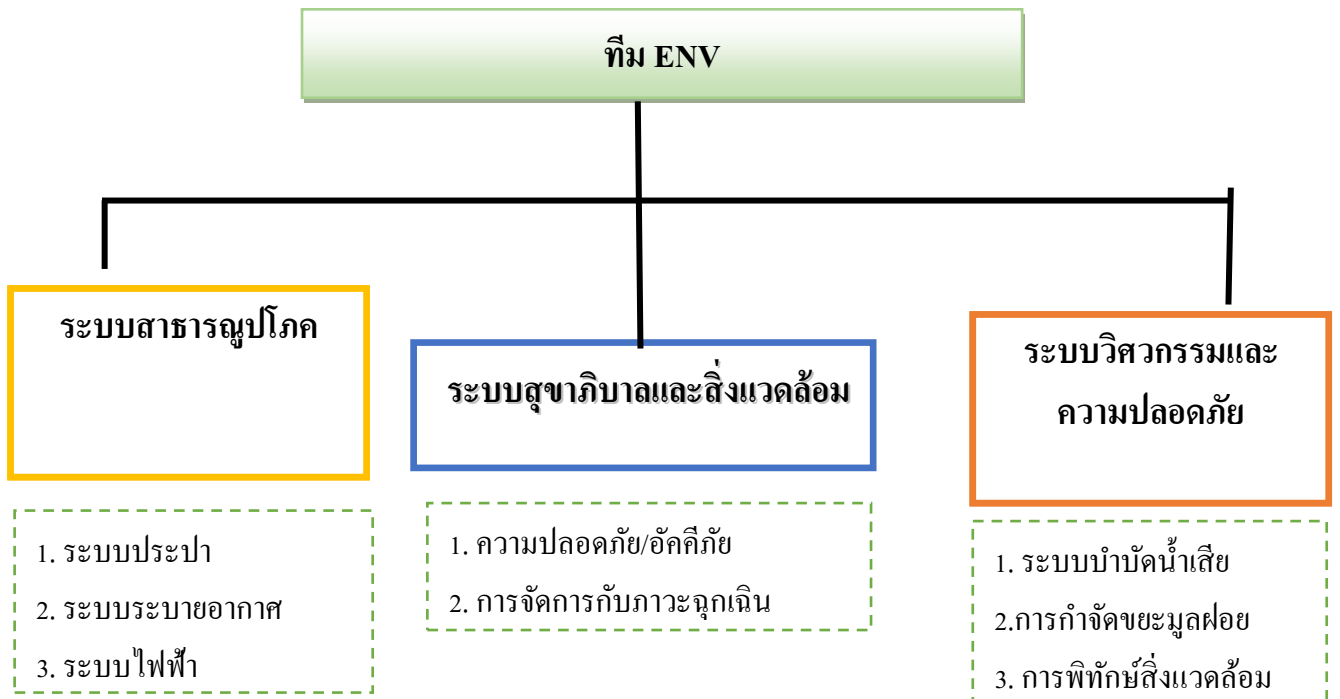 ทีม ENV
ระบบสาธารณูปโภค
ระบบสุขาภิบาลและสิ่งแวดล้อม
ระบบวิศวกรรมและ
ความปลอดภัย
1. ระบบประปา
2. ระบบระบายอากาศ
3. ระบบไฟฟ้า
1. ความปลอดภัย/อัคคีภัย
2. การจัดการกับภาวะฉุกเฉิน
1. ระบบบำบัดน้ำเสีย
2.การกำจัดขยะมูลฝอย
3. การพิทักษ์สิ่งแวดล้อม